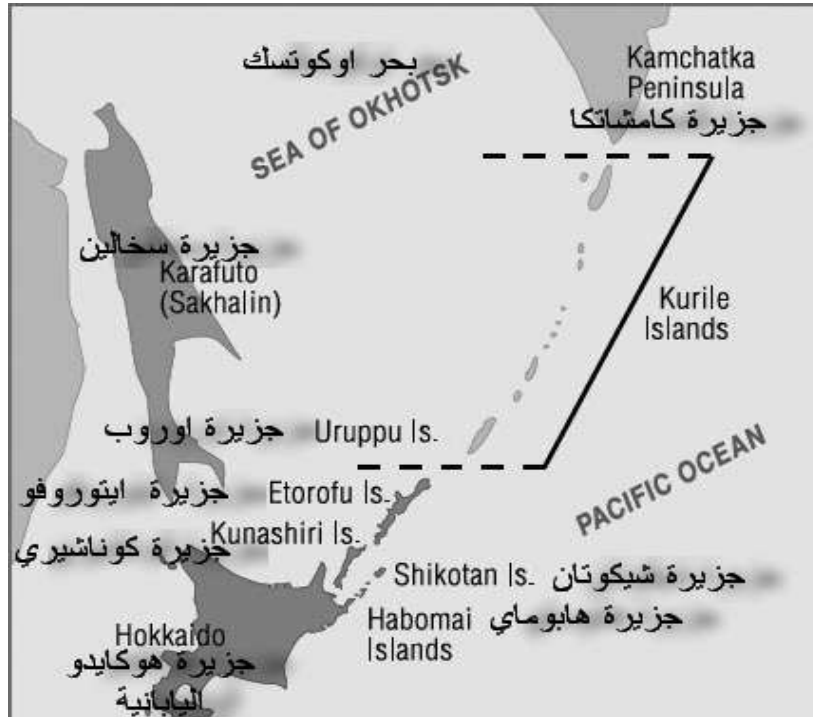 بحر اوكوتسك
SEA OF OKHOTSK
Kamchatka
Peninsula
جزيرة كامشاتكا
جزيرة سخالين
Karafuto
(Sakhalin)
Kurile
Islands
جزيرة اوروب Uruppu Is.
جزيرة ايتوروفو Etorofu Is.
PACIFIC OCEAN
Kunashiri Is.
جزيرة كوناشيري
Shikotan Is. جزيرة شيكوتان
Habomai جزيرة هابوماي
Islands
Hokkaido
جزيرة هوكايدو
اليابانية